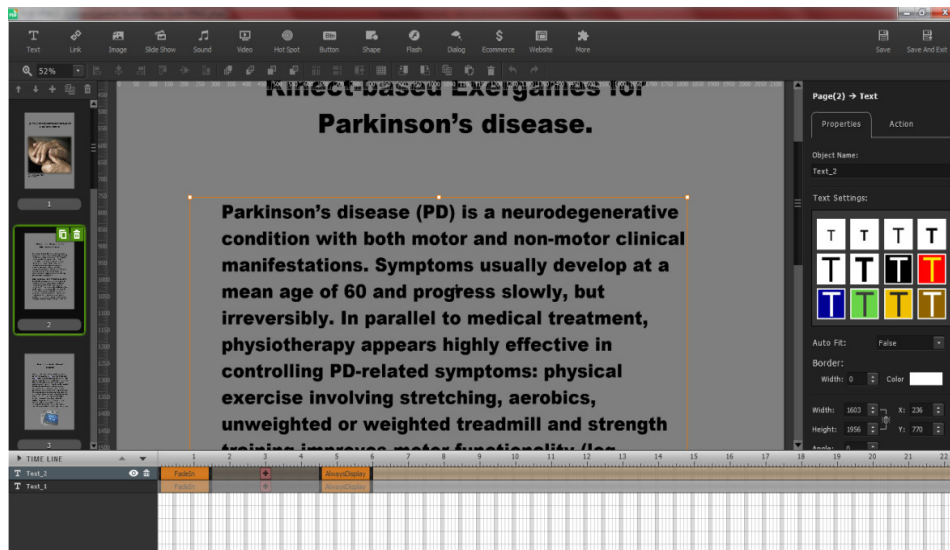 Text Link Image Slide Show Sound Video Hot Spot Button Shape Flash Dialog Ecommerce Website More Save Save And Exit
52%
Kinect-based Exergames for
Parkinson's disease.
Parkinson's disease (PD) is a neurodegenerative
condition with both motor and non-motor clinical
manifestations. Symptoms usually develop at a
mean age of 60 and progress slowly, but
irreversibly. In parallel to medical treatment,
physiotherapy appears highly effective in
controlling PD-related symptoms: physical
exercise involving stretching, aerobics,
unweighted or weighted treadmill and strength
training improves motor functionality (leg
1
2
3
Page(2) → Text
Properties Action
Object Name:
Text_2
Text Settings:
T T T T
T T T T
T T T T
Auto Fit: False
Border:
Width: 0 Color
Width: 1603 X: 236
Height: 1956 Y: 770
Angle: 0
TIME LINE 1 2 3 4 5 6 7 8 9 10 11 12 13 14 15 16 17 18 19 20 21 22
T Text_2 FadeIn AlwaysDisplay
T Text_1 FadeIn AlwaysDisplay